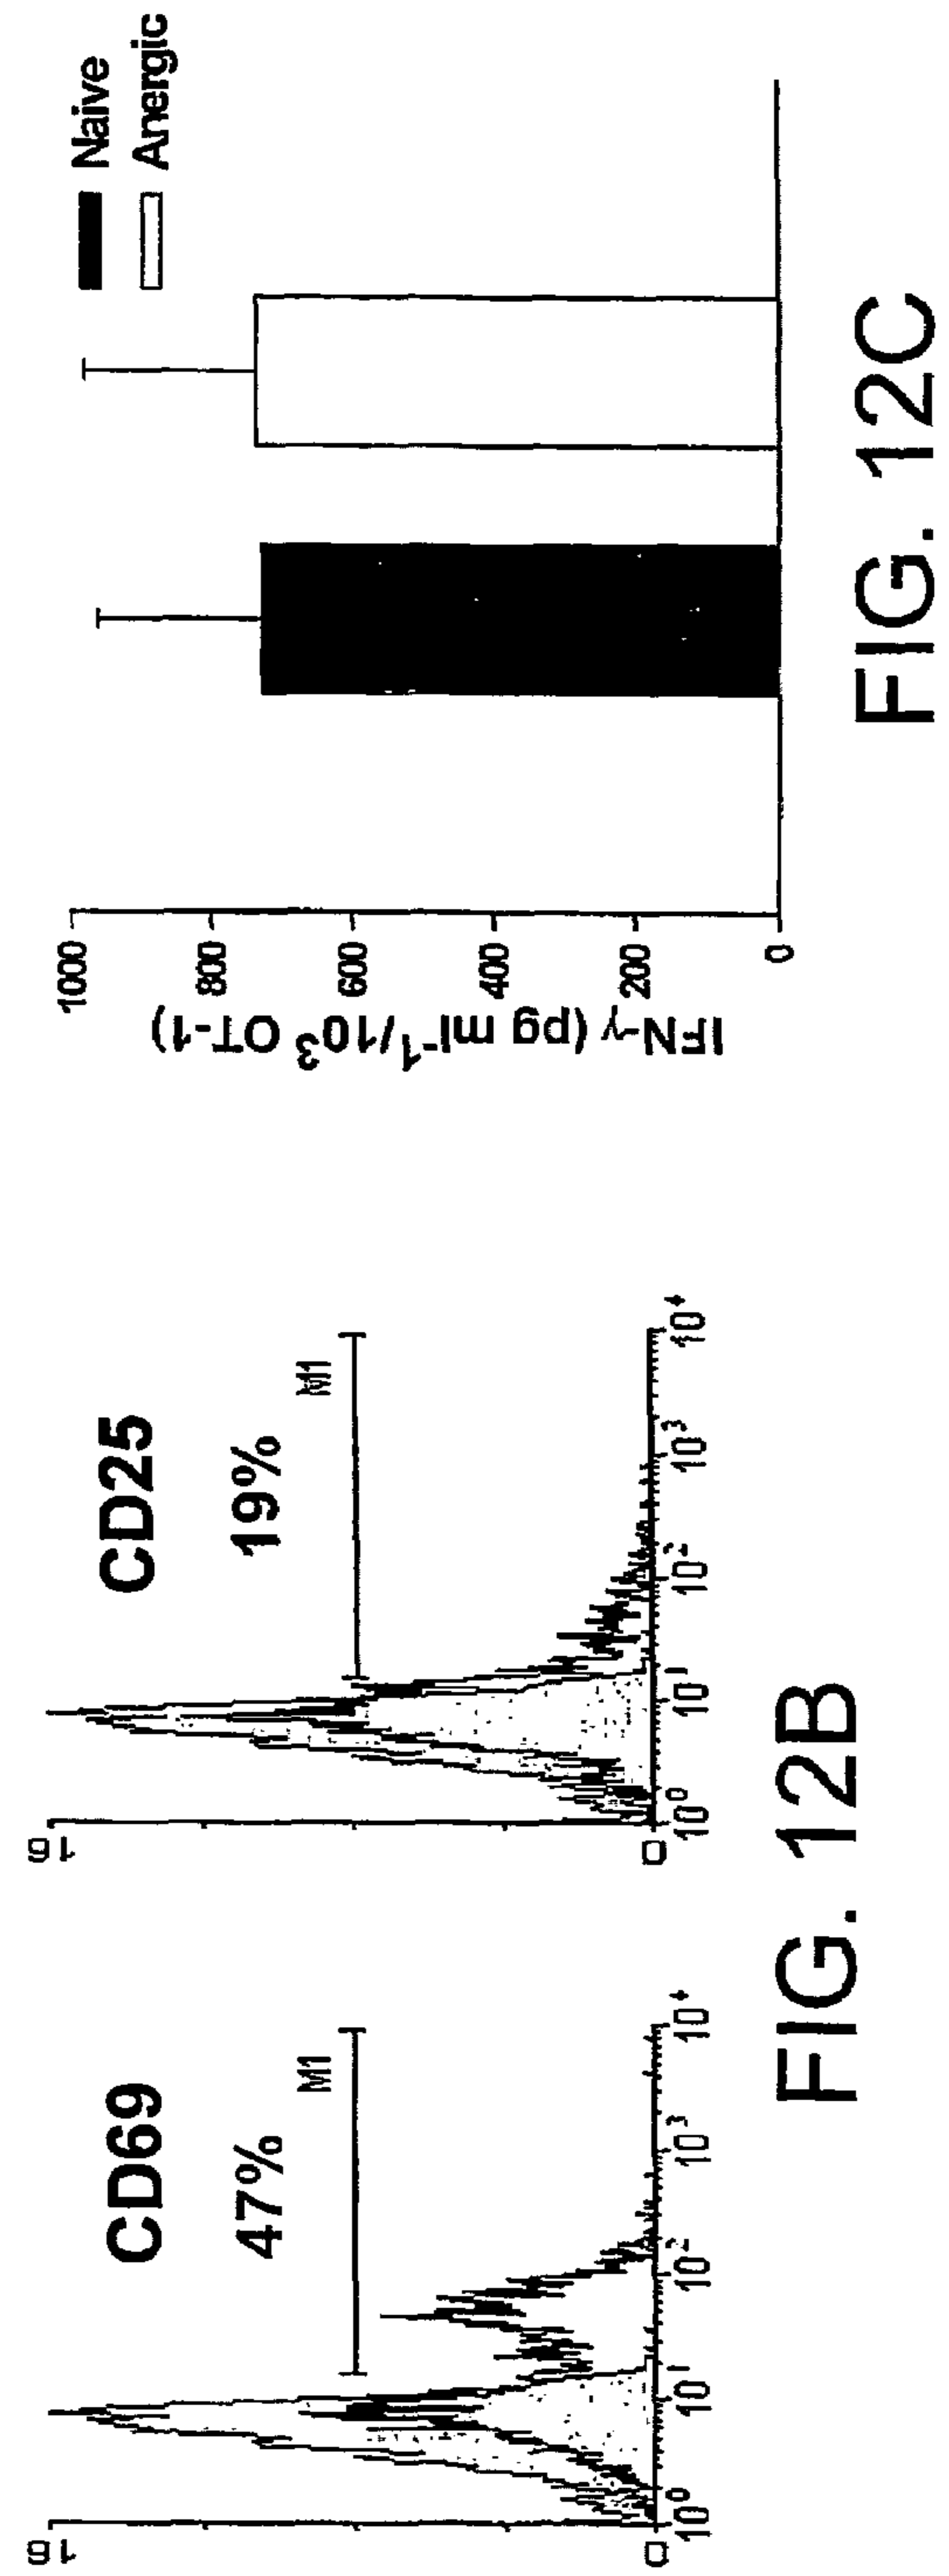 CD69
47%
M1
16
0
10⁰ 10¹ 10² 10³ 10⁴
CD25
19%
M1
16
0
10⁰ 10¹ 10² 10³ 10⁴
FIG. 12B
Naive
Anergic
IFN-γ (pg ml⁻¹/10³ OT-1)
1000
800
600
400
200
0
FIG. 12C